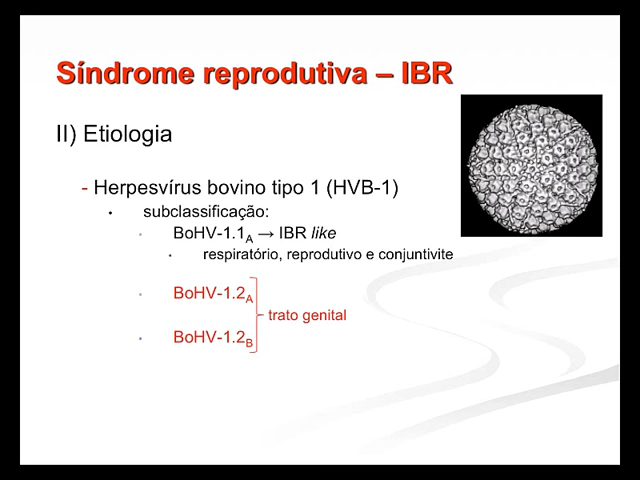 Síndrome reprodutiva – IBR
II) Etiologia
- Herpesvírus bovino tipo 1 (HVB-1)
• subclassificação:
• BoHV-1.1A → IBR like
• respiratório, reprodutivo e conjuntivite
• BoHV-1.2A
trato genital
• BoHV-1.2B